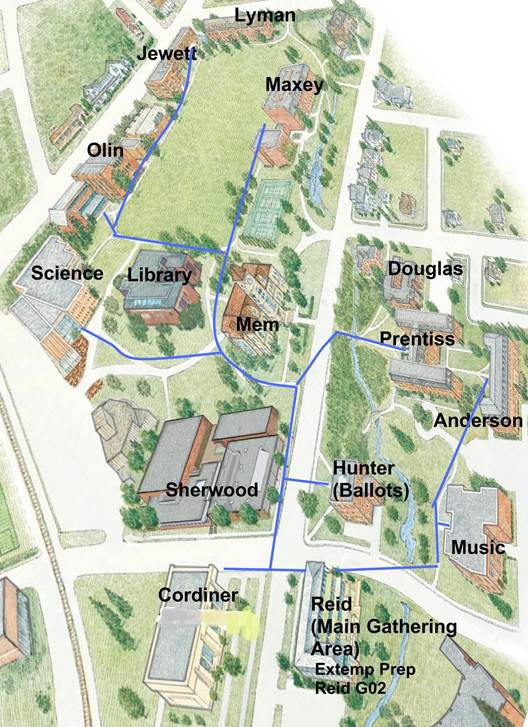 Lyman
Jewett
Maxey
Olin
Science
Library
Douglas
Mem
Prentiss
Anderson
Hunter
(Ballots)
Sherwood
Music
Cordiner
Reid
(Main Gathering
Area)
Extemp Prep
Reid G02